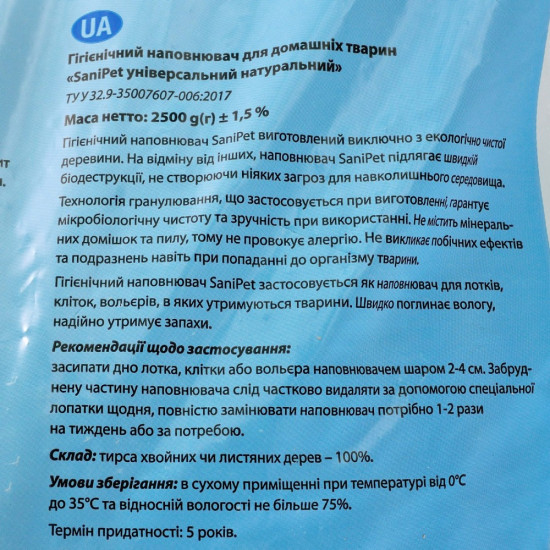 UA
Гігієнічний наповнювач для домашніх тварин
«SaniPet універсальний натуральний»
ТУ У 32.9-35007607-006:2017
Маса нетто: 2500 g(г) ± 1,5 %
Гігієнічний наповнювач SaniPet виготовлений виключно з екологічно чистої
деревини. На відміну від інших, наповнювач SaniPet підлягає швидкій
біодеструкції, не створюючи ніяких загроз для навколишнього середовища.
Технологія гранулювання, що застосовується при виготовленні, гарантує
мікробіологічну чистоту та зручність при використанні. Не містить мінераль-
них домішок та пилу, тому не провокує алергію. Не викликає побічних ефектів
та подразнень навіть при попаданні до організму тварини.
Гігієнічний наповнювач SaniPet застосовується як наповнювач для лотків,
кліток, вольєрів, в яких утримуються тварини. Швидко поглинає вологу,
надійно утримує запахи.
Рекомендації щодо застосування:
засипати дно лотка, клітки або вольєра наповнювачем шаром 2-4 см. Забруд-
нену частину наповнювача слід частково видаляти за допомогою спеціальної
лопатки щодня, повністю замінювати наповнювач потрібно 1-2 рази
на тиждень або за потребою.
Склад: тирса хвойних чи листяних дерев – 100%.
Умови зберігання: в сухому приміщенні при температурі від 0°C
до 35°C та відносній вологості не більше 75%.
Термін придатності: 5 років.